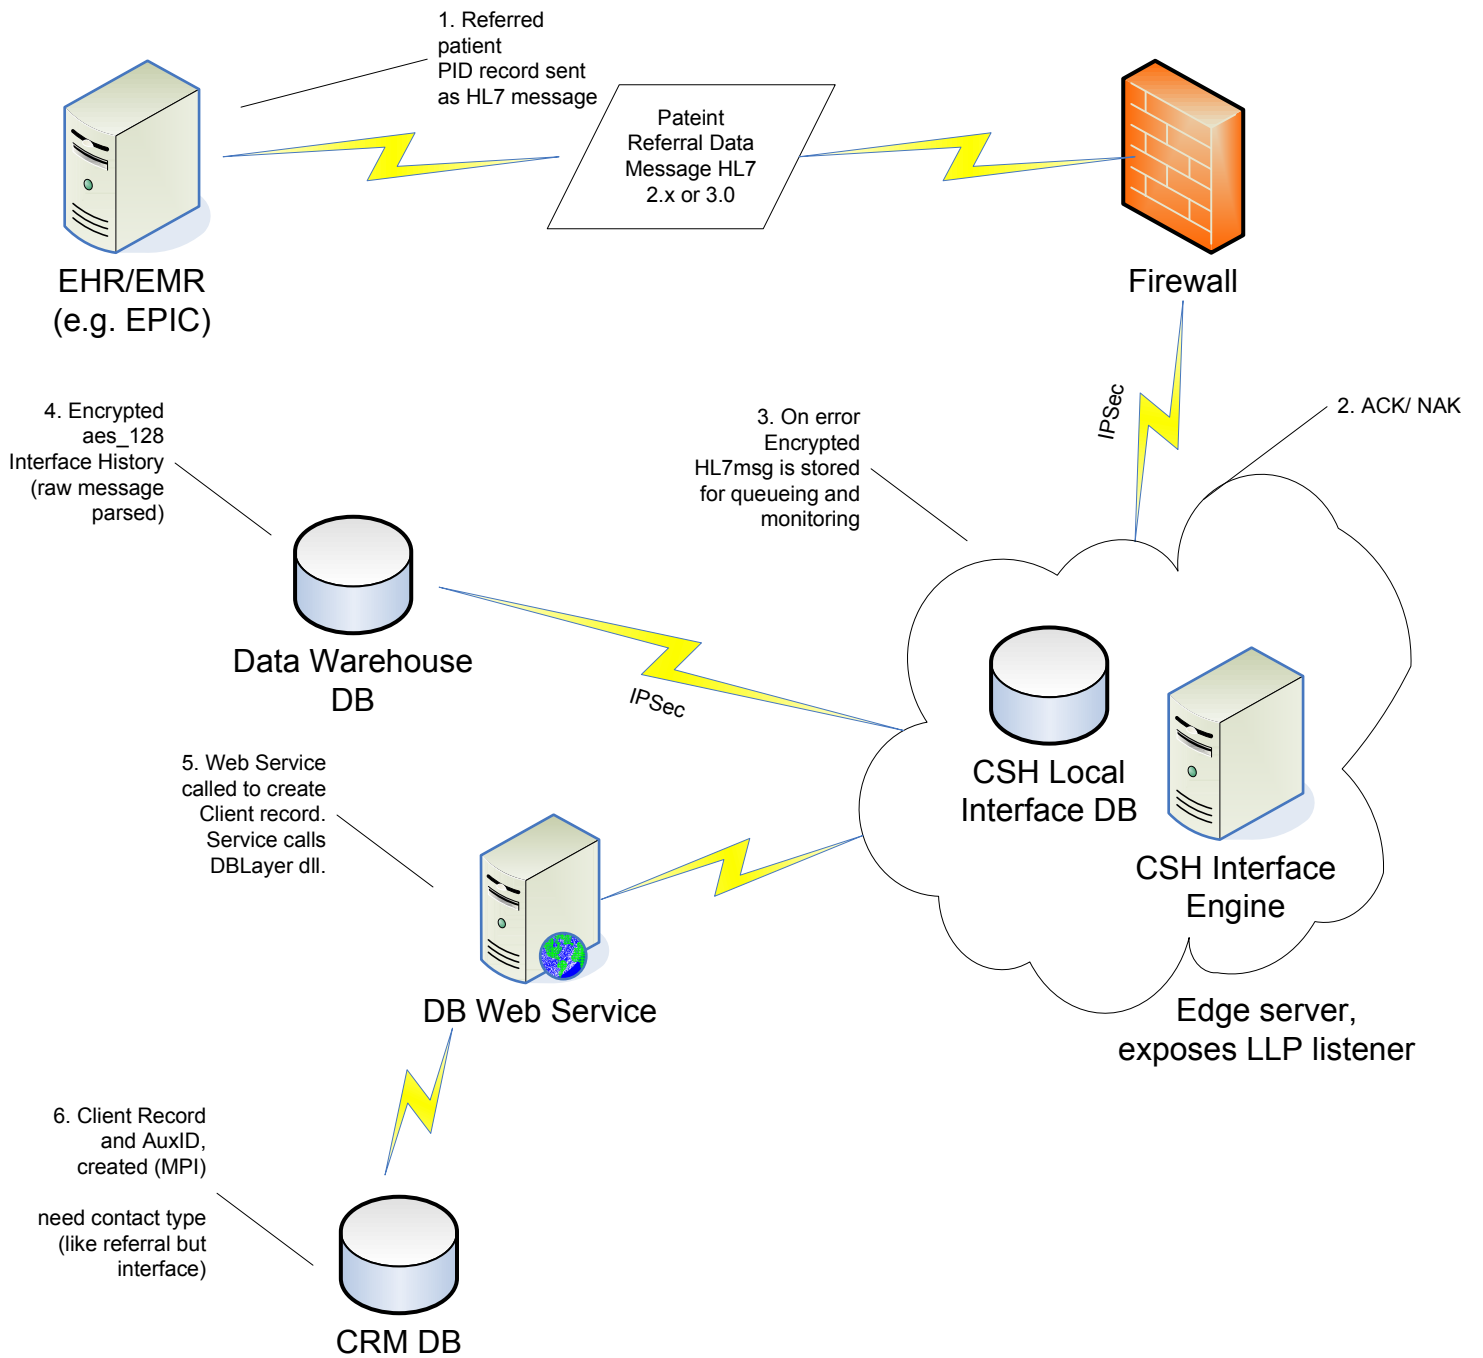 1. Referred
patient
PID record sent
as HL7 message
Pateint
Referral Data
Message HL7
2.x or 3.0
EHR/EMR
(e.g. EPIC)
Firewall
IPSec
2. ACK/ NAK
3. On error
Encrypted
HL7msg is stored
for queueing and
monitoring
4. Encrypted
aes_128
Interface History
(raw message
parsed)
Data Warehouse
DB
IPSec
CSH Local
Interface DB
CSH Interface
Engine
Edge server,
exposes LLP listener
5. Web Service
called to create
Client record.
Service calls
DBLayer dll.
DB Web Service
6. Client Record
and AuxID,
created (MPI)
need contact type
(like referral but
interface)
CRM DB